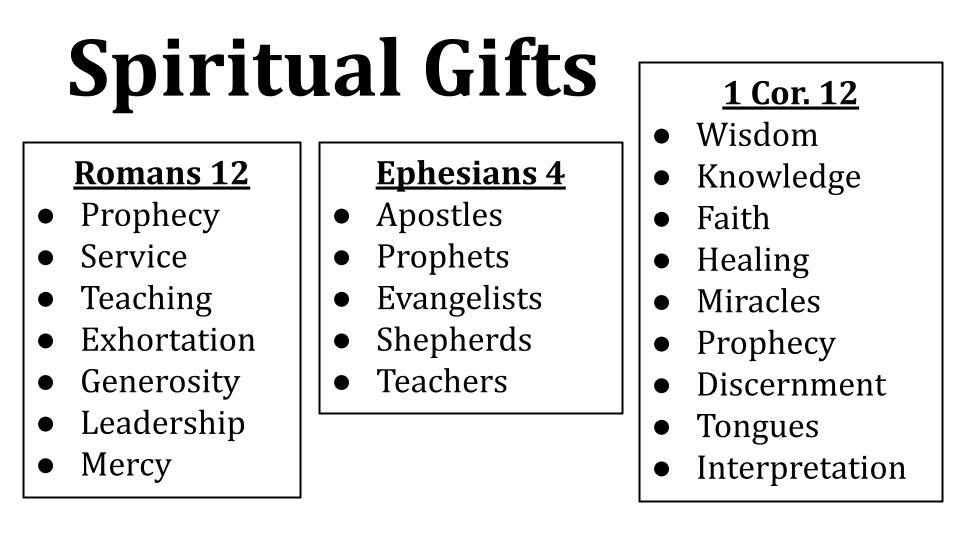 Spiritual Gifts
Romans 12
● Prophecy
● Service
● Teaching
● Exhortation
● Generosity
● Leadership
● Mercy
Ephesians 4
● Apostles
● Prophets
● Evangelists
● Shepherds
● Teachers
1 Cor. 12
● Wisdom
● Knowledge
● Faith
● Healing
● Miracles
● Prophecy
● Discernment
● Tongues
● Interpretation